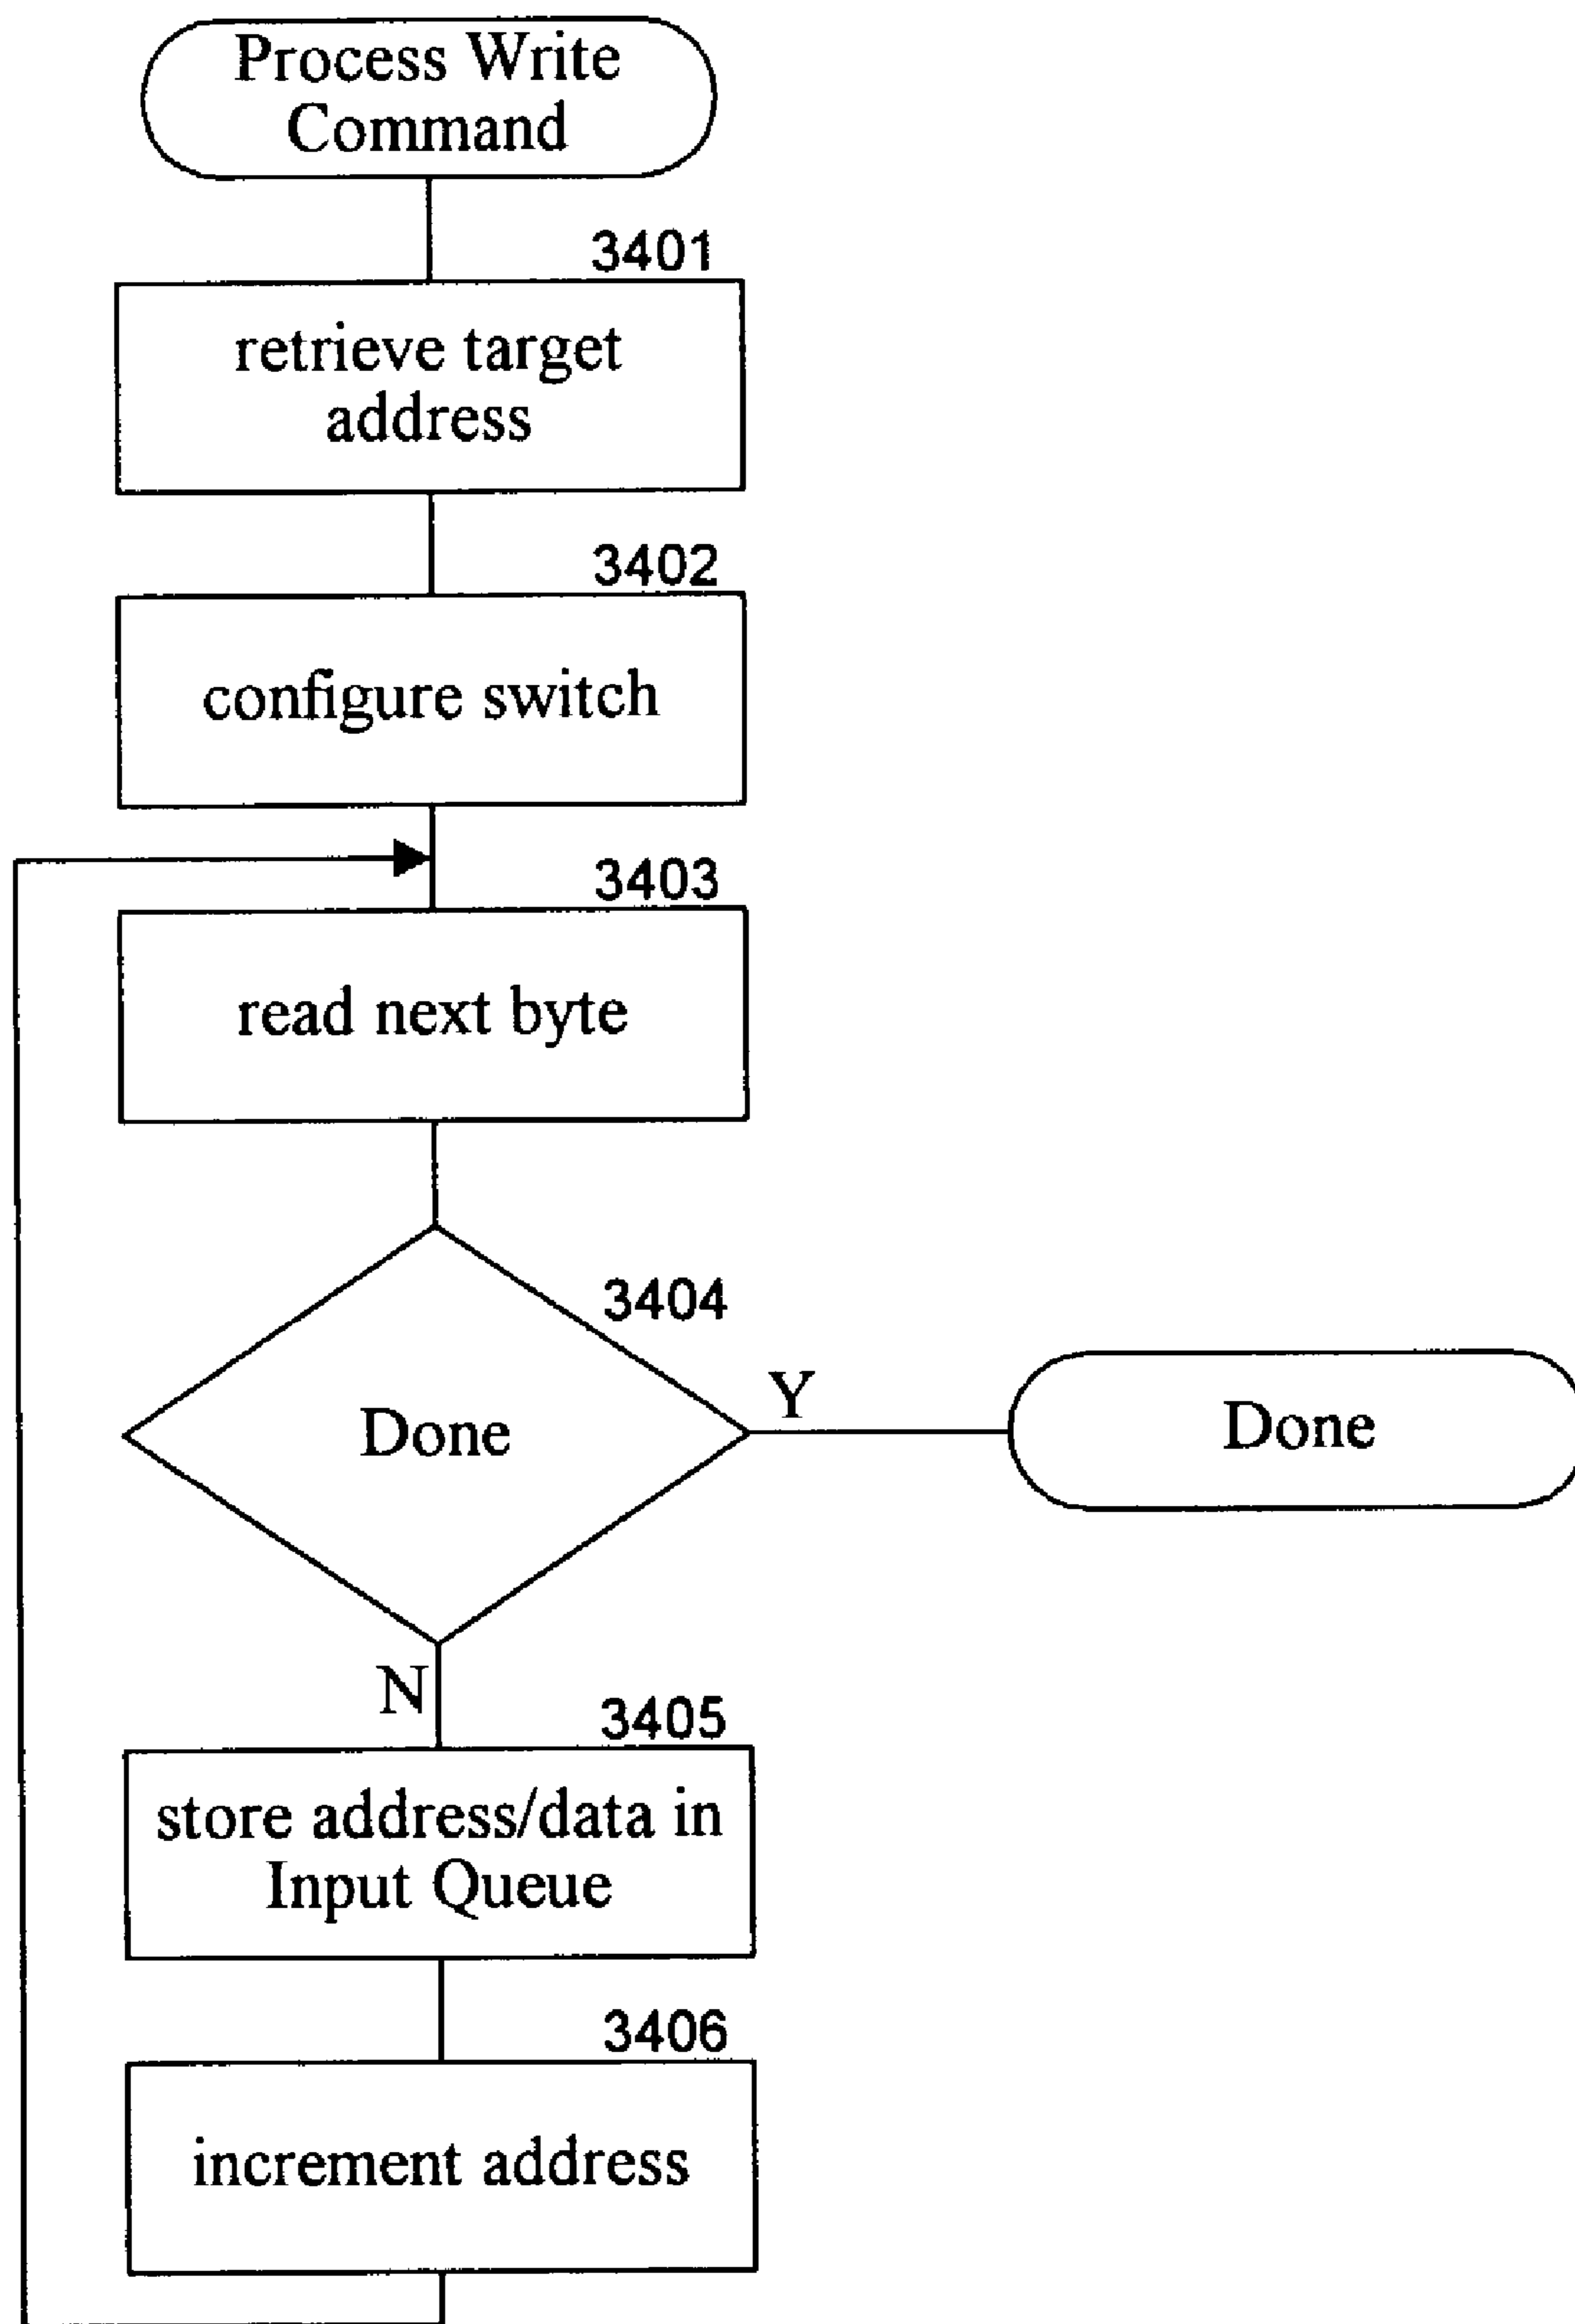 Process Write
Command
3401
retrieve target
address
3402
configure switch
3403
read next byte
3404
Done
Y
Done
N
3405
store address/data in
Input Queue
3406
increment address